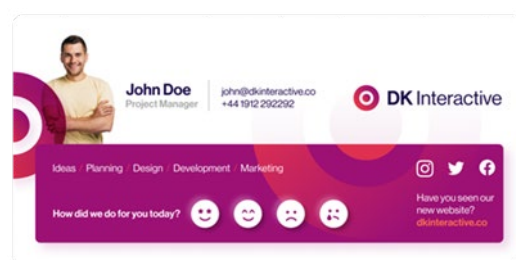 John Doe
Project Manager
john@dkinteractive.co
+44 1912 292292
DK Interactive
Ideas / Planning / Design / Development / Marketing
How did we do for you today?
Have you seen our
new website?
dkinteractive.co